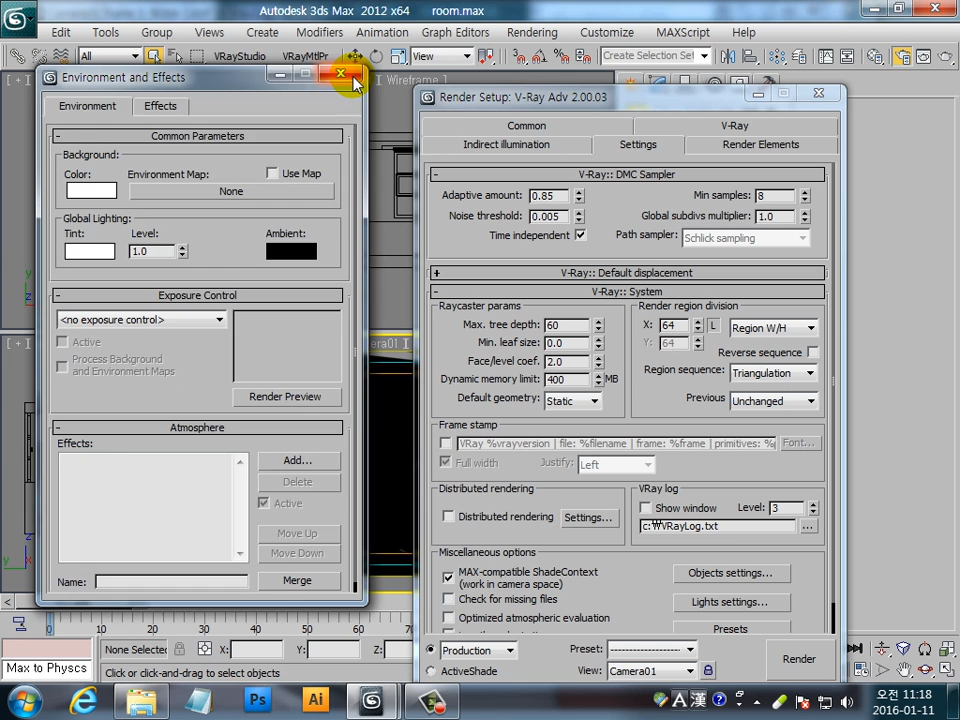 Autodesk 3ds Max 2012 x64 room.max
Edit Tools Group Views Create Modifiers Animation Graph Editors Rendering Customize MAXScript Help
All VRayStudio VRayMtlPr View Create Selection Set
[ + ] Wireframe ]
Environment and Effects
Environment Effects
Common Parameters
Background:
Color: Environment Map: Use Map
None
Global Lighting:
Tint: Level: Ambient:
1.0
Exposure Control
<no exposure control>
Active
Process Background
and Environment Maps
Render Preview
Atmosphere
Effects:
Add...
Delete
Active
Move Up
Move Down
Name: Merge
Render Setup: V-Ray Adv 2.00.03
Common V-Ray
Indirect illumination Settings Render Elements
V-Ray:: DMC Sampler
Adaptive amount: 0.85 Min samples: 8
Noise threshold: 0.005 Global subdivs multiplier: 1.0
Time independent Path sampler: Schlick sampling
V-Ray:: Default displacement
V-Ray:: System
Raycaster params Render region division
Max. tree depth: 60 X: 64 L Region W/H
Min. leaf size: 0.0 Y: 64
Face/level coef. 2.0 Reverse sequence
Dynamic memory limit: 400 MB Region sequence: Triangulation
Default geometry: Static Previous Unchanged
Frame stamp
VRay %vrayversion | file: %filename | frame: %frame | primitives: % Font...
Full width Justify: Left
Distributed rendering VRay log
Distributed rendering Settings... Show window Level: 3
c:₩VRayLog.txt ...
Miscellaneous options
MAX-compatible ShadeContext
(work in camera space) Objects settings...
Check for missing files Lights settings...
Optimized atmospheric evaluation
Presets
Production Preset: --------------------
ActiveShade View: Camera01
Render
[ + ] era01 ]
0 10 20 30 40 50 60 70
None Selected X: Y:
Max to Physcs Click or click-and-drag to select objects
Ps Ai A 漢 오전 11:18
2016-01-11